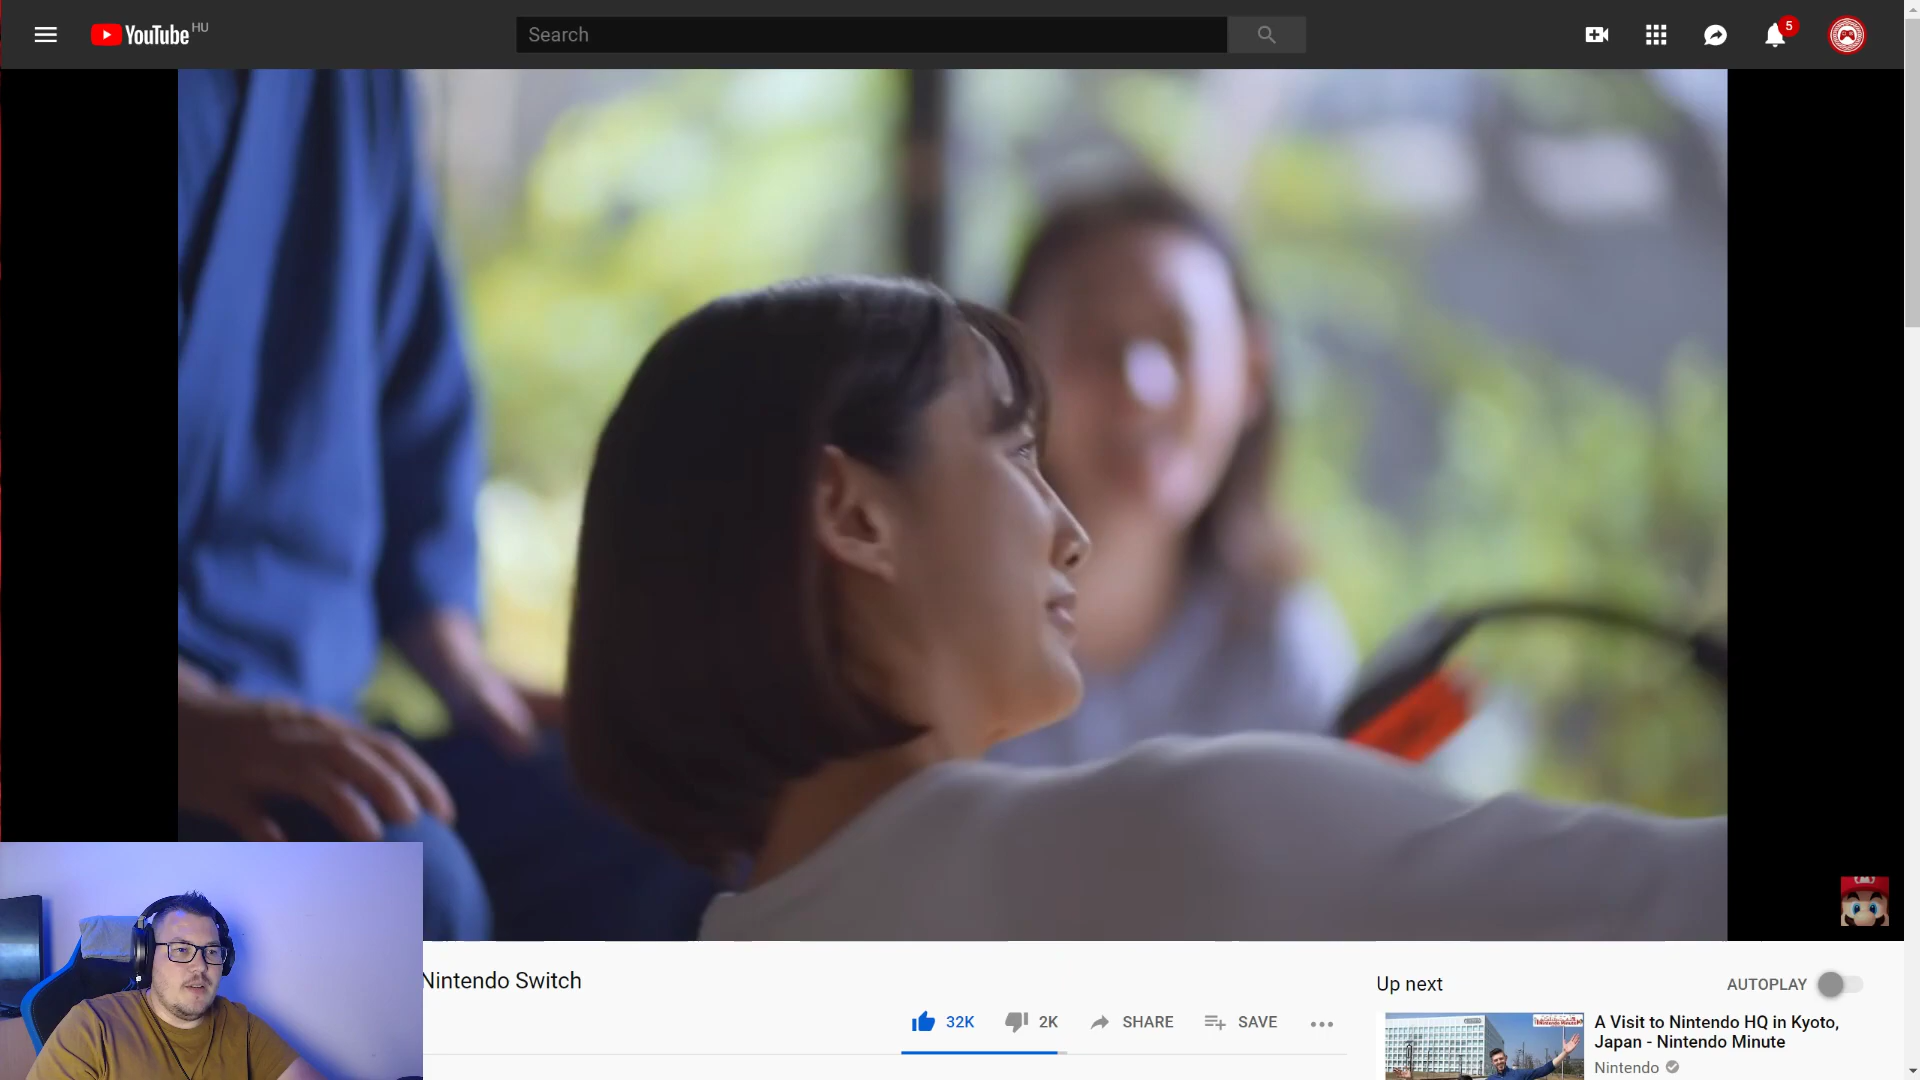 YouTube HU
Search
5
Nintendo Switch
32K
2K
SHARE
SAVE
Up next
AUTOPLAY
A Visit to Nintendo HQ in Kyoto,
Japan - Nintendo Minute
Nintendo